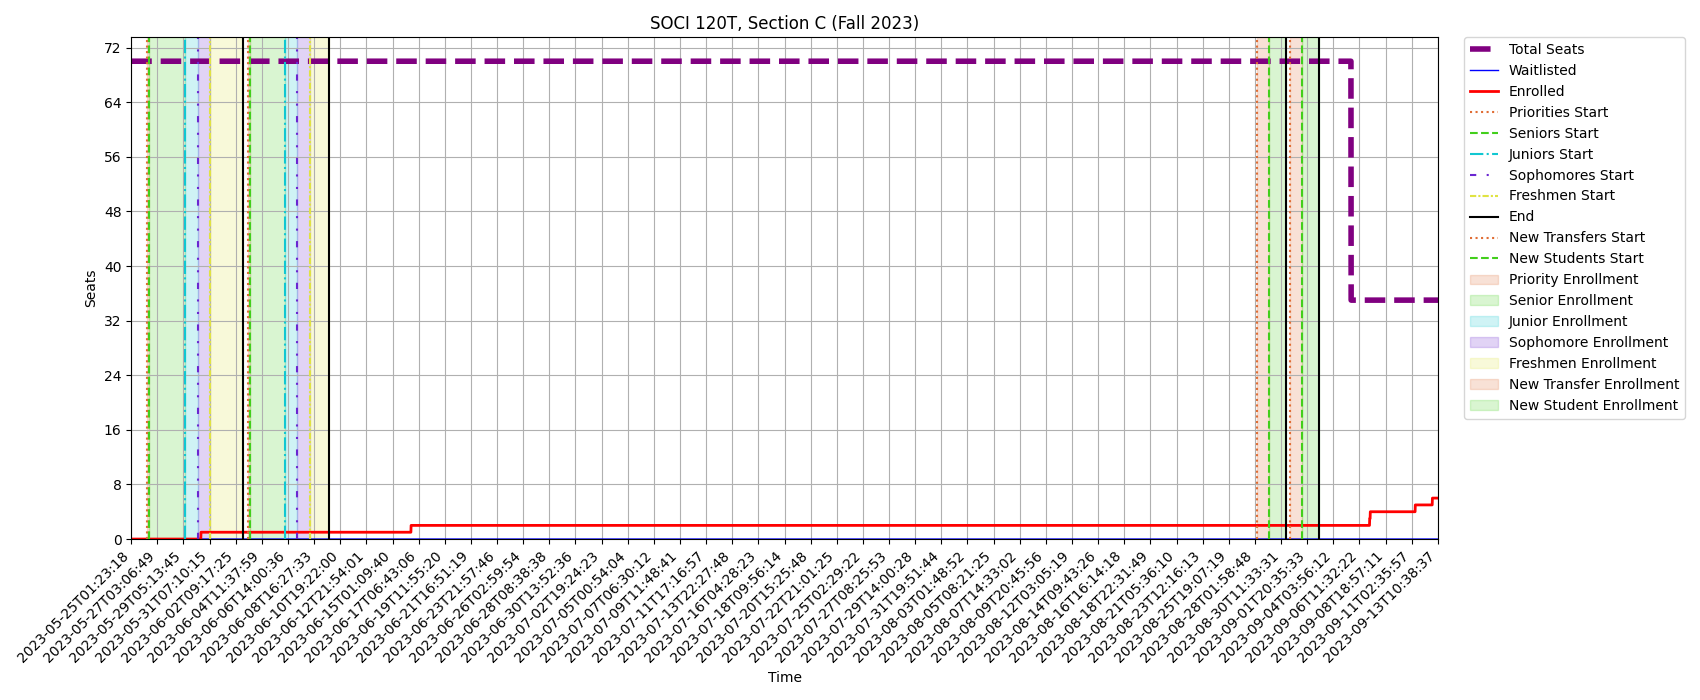 SOCI 120T, Section C (Fall 2023)
72
64
56
48
40
32
24
16
8
0
Seats
2023-05-25T01:23:18
2023-05-27T03:06:49
2023-05-29T05:13:45
2023-05-31T07:10:15
2023-06-02T09:17:25
2023-06-04T11:37:59
2023-06-06T14:00:36
2023-06-08T16:27:33
2023-06-10T19:22:00
2023-06-12T21:54:01
2023-06-15T01:09:40
2023-06-17T06:43:06
2023-06-19T11:55:20
2023-06-21T16:51:19
2023-06-23T21:57:46
2023-06-26T02:59:54
2023-06-28T08:38:38
2023-06-30T13:52:36
2023-07-02T19:24:23
2023-07-05T00:54:04
2023-07-07T06:30:12
2023-07-09T11:48:41
2023-07-11T17:16:57
2023-07-13T22:27:48
2023-07-16T04:28:23
2023-07-18T09:56:14
2023-07-20T15:25:48
2023-07-22T21:01:25
2023-07-25T02:29:22
2023-07-27T08:25:53
2023-07-29T14:00:28
2023-07-31T19:51:44
2023-08-03T01:48:52
2023-08-05T08:21:25
2023-08-07T14:33:02
2023-08-09T20:45:56
2023-08-12T03:05:19
2023-08-14T09:43:26
2023-08-16T16:14:18
2023-08-18T22:31:49
2023-08-21T05:36:10
2023-08-23T12:16:13
2023-08-25T19:07:19
2023-08-28T01:58:48
2023-08-30T11:33:31
2023-09-01T20:35:33
2023-09-04T03:56:12
2023-09-06T11:32:22
2023-09-08T18:57:11
2023-09-11T02:35:57
2023-09-13T10:38:37
Time
Total Seats
Waitlisted
Enrolled
Priorities Start
Seniors Start
Juniors Start
Sophomores Start
Freshmen Start
End
New Transfers Start
New Students Start
Priority Enrollment
Senior Enrollment
Junior Enrollment
Sophomore Enrollment
Freshmen Enrollment
New Transfer Enrollment
New Student Enrollment